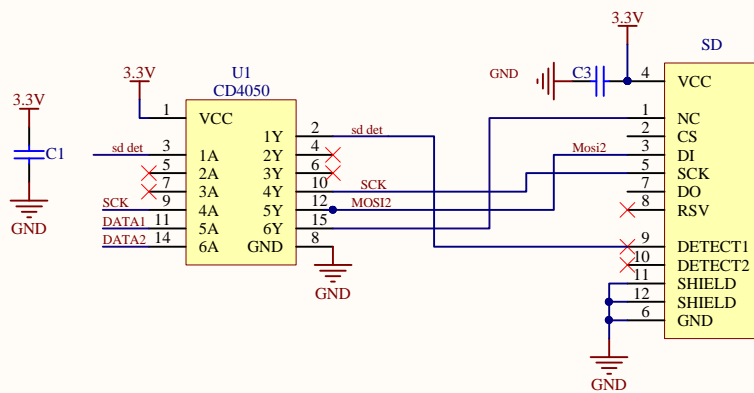 3.3V
C1
GND
3.3V
U1
CD4050
1 VCC
1Y 2 sd det
sd det 3 1A
2Y 4
5 2A
3Y 6
7 3A
4Y 10 SCK
SCK 9 4A
5Y 12 MOSI2
DATA1 11 5A
6Y 15
DATA2 14 6A
GND 8
GND
3.3V
SD
GND
C3
4 VCC
1 NC
2 CS
Mosi2 3 DI
5 SCK
7 DO
8 RSV
9 DETECT1
10 DETECT2
11 SHIELD
12 SHIELD
6 GND
GND